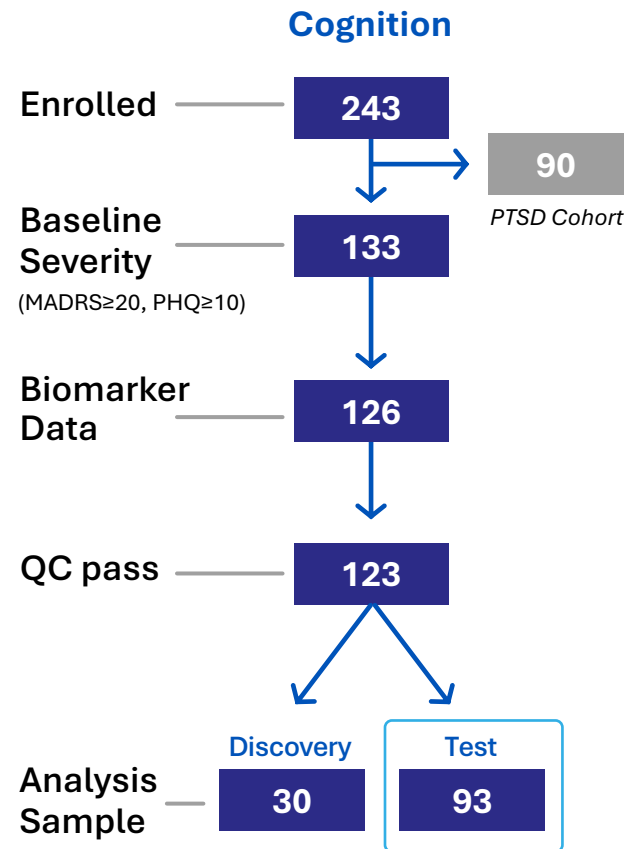 Cognition
Enrolled
243
90
PTSD Cohort
Baseline
Severity
(MADRS≥20, PHQ≥10)
133
Biomarker
Data
126
QC pass
123
Discovery
Test
Analysis
Sample
30
93